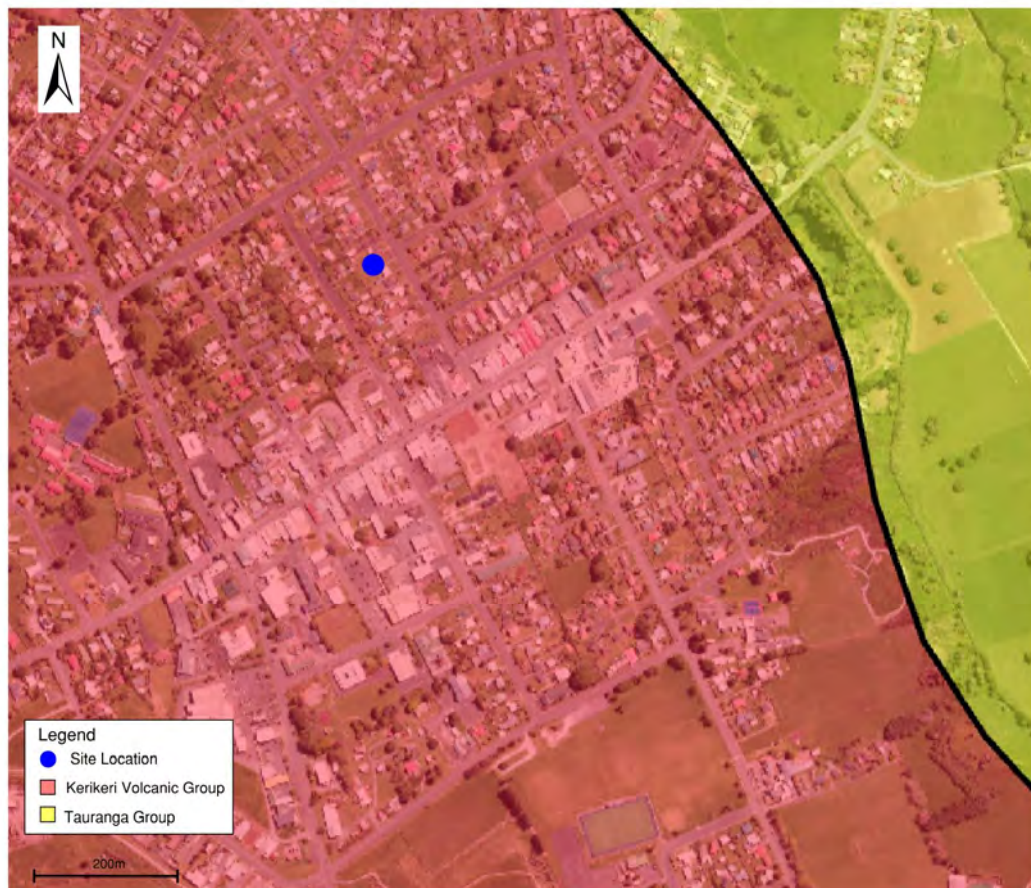 N
Legend
Site Location
Kerikeri Volcanic Group
Tauranga Group
200m